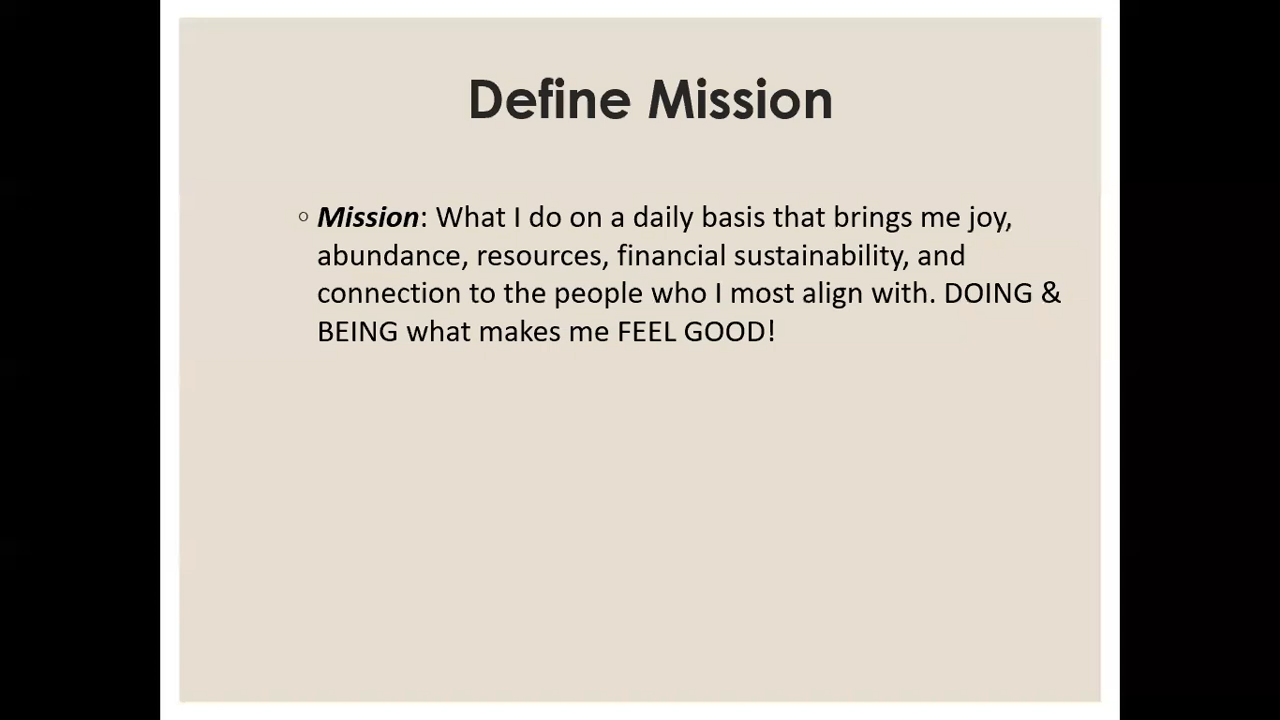 Define Mission
◦ Mission: What I do on a daily basis that brings me joy,
abundance, resources, financial sustainability, and
connection to the people who I most align with. DOING &
BEING what makes me FEEL GOOD!